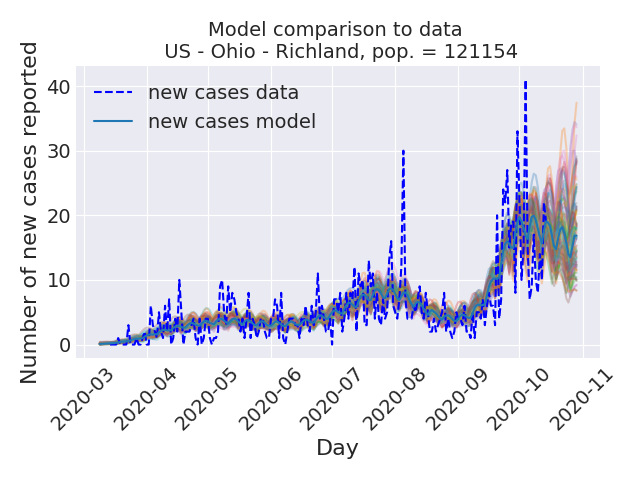 Model comparison to data
US - Ohio - Richland, pop. = 121154
new cases data
new cases model
Number of new cases reported
40
30
20
10
0
2020-03
2020-04
2020-05
2020-06
2020-07
2020-08
2020-09
2020-10
2020-11
Day